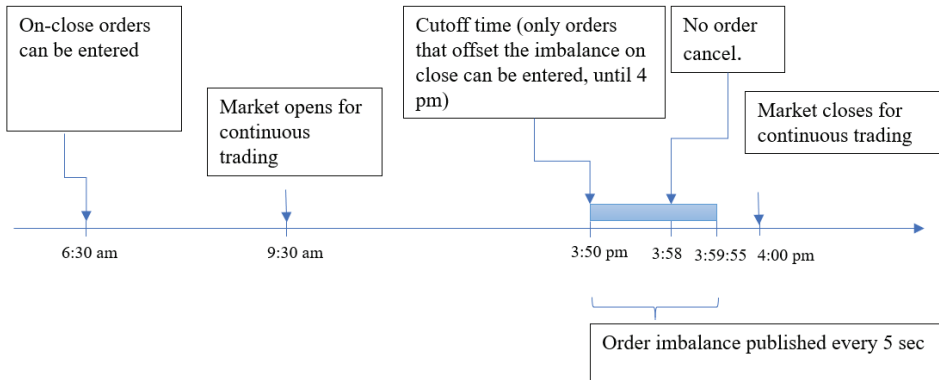 On-close orders
can be entered
Market opens for
continuous
trading
Cutoff time (only orders
that offset the imbalance on
close can be entered, until 4
pm)
No order
cancel.
Market closes for
continuous trading
6:30 am
9:30 am
3:50 pm
3:58
3:59:55
4:00 pm
Order imbalance published every 5 sec